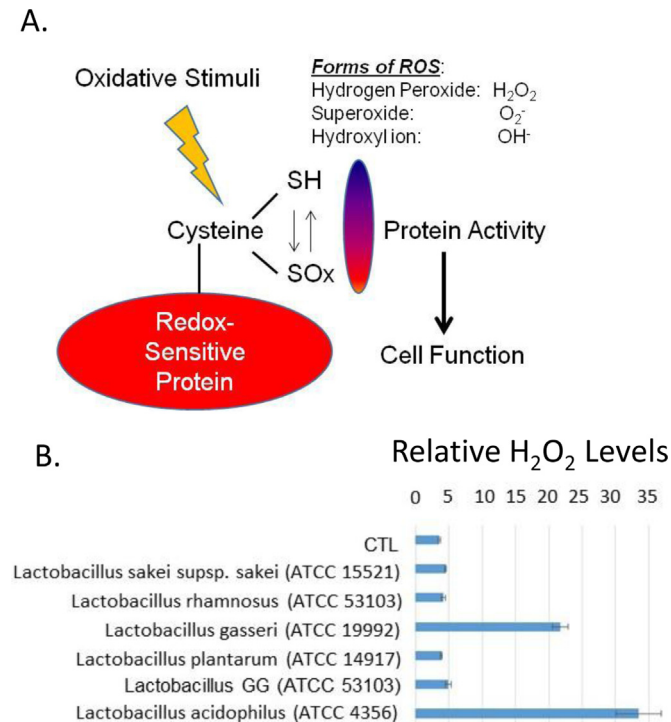 A.
Oxidative Stimuli
Forms of ROS:
Hydrogen Peroxide: H₂O₂
Superoxide: O₂⁻
Hydroxyl ion: OH⁻
SH
Cysteine
SOx
Protein Activity
Redox-
Sensitive
Protein
Cell Function
B.
Relative H₂O₂ Levels
0 5 10 15 20 25 30 35
CTL
Lactobacillus sakei supsp. sakei (ATCC 15521)
Lactobacillus rhamnosus (ATCC 53103)
Lactobacillus gasseri (ATCC 19992)
Lactobacillus plantarum (ATCC 14917)
Lactobacillus GG (ATCC 53103)
Lactobacillus acidophilus (ATCC 4356)